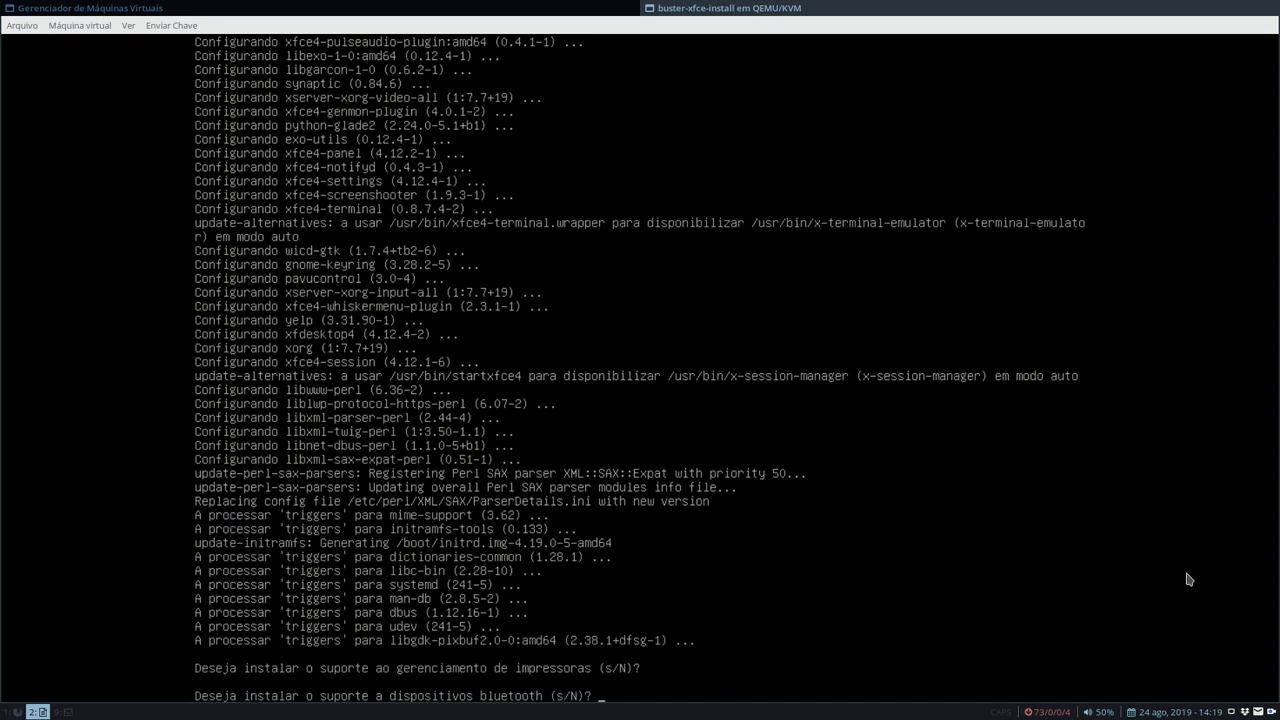 Gerenciador de Máquinas Virtuais
buster-xfce-install em QEMU/KVM
Arquivo Máquina virtual Ver Enviar Chave
Configurando xfce4-pulseaudio-plugin:amd64 (0.4.1-1) ...
Configurando libexo-1-0:amd64 (0.12.4-1) ...
Configurando libgarcon-1-0 (0.6.2-1) ...
Configurando synaptic (0.84.6) ...
Configurando xserver-xorg-video-all (1:7.7+19) ...
Configurando xfce4-genmon-plugin (4.0.1-2) ...
Configurando python-glade2 (2.24.0-5.1+b1) ...
Configurando exo-utils (0.12.4-1) ...
Configurando xfce4-panel (4.12.2-1) ...
Configurando xfce4-notifyd (0.4.3-1) ...
Configurando xfce4-settings (4.12.4-1) ...
Configurando xfce4-screenshooter (1.9.3-1) ...
Configurando xfce4-terminal (0.8.7.4-2) ...
update-alternatives: a usar /usr/bin/xfce4-terminal.wrapper para disponibilizar /usr/bin/x-terminal-emulator (x-terminal-emulato
r) em modo auto
Configurando wicd-gtk (1.7.4+tb2-6) ...
Configurando gnome-keyring (3.28.2-5) ...
Configurando pavucontrol (3.0-4) ...
Configurando xserver-xorg-input-all (1:7.7+19) ...
Configurando xfce4-whiskermenu-plugin (2.3.1-1) ...
Configurando yelp (3.31.90-1) ...
Configurando xfdesktop4 (4.12.4-2) ...
Configurando xorg (1:7.7+19) ...
Configurando xfce4-session (4.12.1-6) ...
update-alternatives: a usar /usr/bin/startxfce4 para disponibilizar /usr/bin/x-session-manager (x-session-manager) em modo auto
Configurando libwww-perl (6.36-2) ...
Configurando liblwp-protocol-https-perl (6.07-2) ...
Configurando libxml-parser-perl (2.44-4) ...
Configurando libxml-twig-perl (1:3.50-1.1) ...
Configurando libnet-dbus-perl (1.1.0-5+b1) ...
Configurando libxml-sax-expat-perl (0.51-1) ...
update-perl-sax-parsers: Registering Perl SAX parser XML::SAX::Expat with priority 50...
update-perl-sax-parsers: Updating overall Perl SAX parser modules info file...
Replacing config file /etc/perl/XML/SAX/ParserDetails.ini with new version
A processar 'triggers' para mime-support (3.62) ...
A processar 'triggers' para initramfs-tools (0.133) ...
update-initramfs: Generating /boot/initrd.img-4.19.0-5-amd64
A processar 'triggers' para dictionaries-common (1.28.1) ...
A processar 'triggers' para libc-bin (2.28-10) ...
A processar 'triggers' para systemd (241-5) ...
A processar 'triggers' para man-db (2.8.5-2) ...
A processar 'triggers' para dbus (1.12.16-1) ...
A processar 'triggers' para udev (241-5) ...
A processar 'triggers' para libgdk-pixbuf2.0-0:amd64 (2.38.1+dfsg-1) ...
Deseja instalar o suporte ao gerenciamento de impressoras (s/N)?
Deseja instalar o suporte a dispositivos bluetooth (s/N)? _
1: 2: 9: CAPS 73/0/0/4 50% 24 ago, 2019 - 14:19